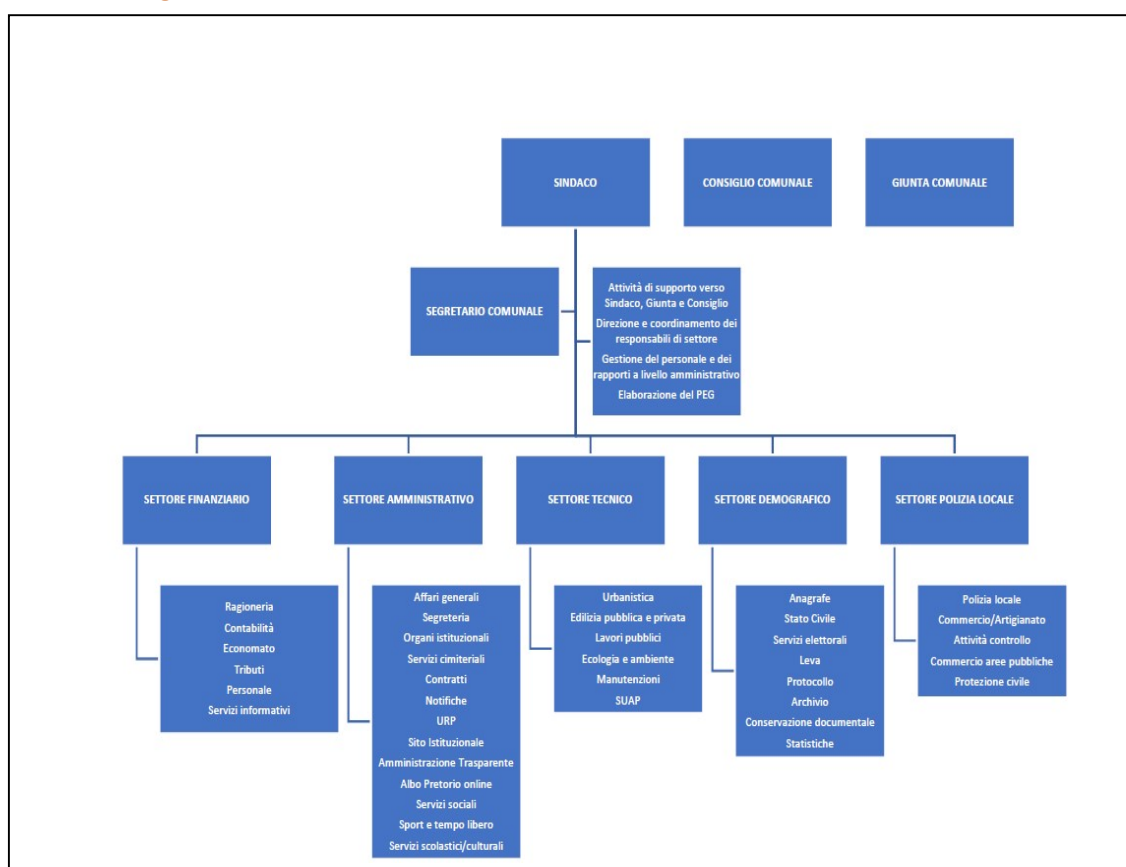 SINDACO
CONSIGLIO COMUNALE
GIUNTA COMUNALE
SEGRETARIO COMUNALE
Attività di supporto verso
Sindaco, Giunta e Consiglio
Direzione e coordinamento dei
responsabili di settore
Gestione del personale e dei
rapporti a livello amministrativo
Elaborazione del PEG
SETTORE FINANZIARIO
SETTORE AMMINISTRATIVO
SETTORE TECNICO
SETTORE DEMOGRAFICO
SETTORE POLIZIA LOCALE
Ragioneria
Contabilità
Economato
Tributi
Personale
Servizi informativi
Affari generali
Segreteria
Organi istituzionali
Servizi cimiteriali
Contratti
Notifiche
URP
Sito Istituzionale
Amministrazione Trasparente
Albo Pretorio online
Servizi sociali
Sport e tempo libero
Servizi scolastici/culturali
Urbanistica
Edilizia pubblica e privata
Lavori pubblici
Ecologia e ambiente
Manutenzioni
SUAP
Anagrafe
Stato Civile
Servizi elettorali
Leva
Protocollo
Archivio
Conservazione documentale
Statistiche
Polizia locale
Commercio/Artigianato
Attività controllo
Commercio aree pubbliche
Protezione civile